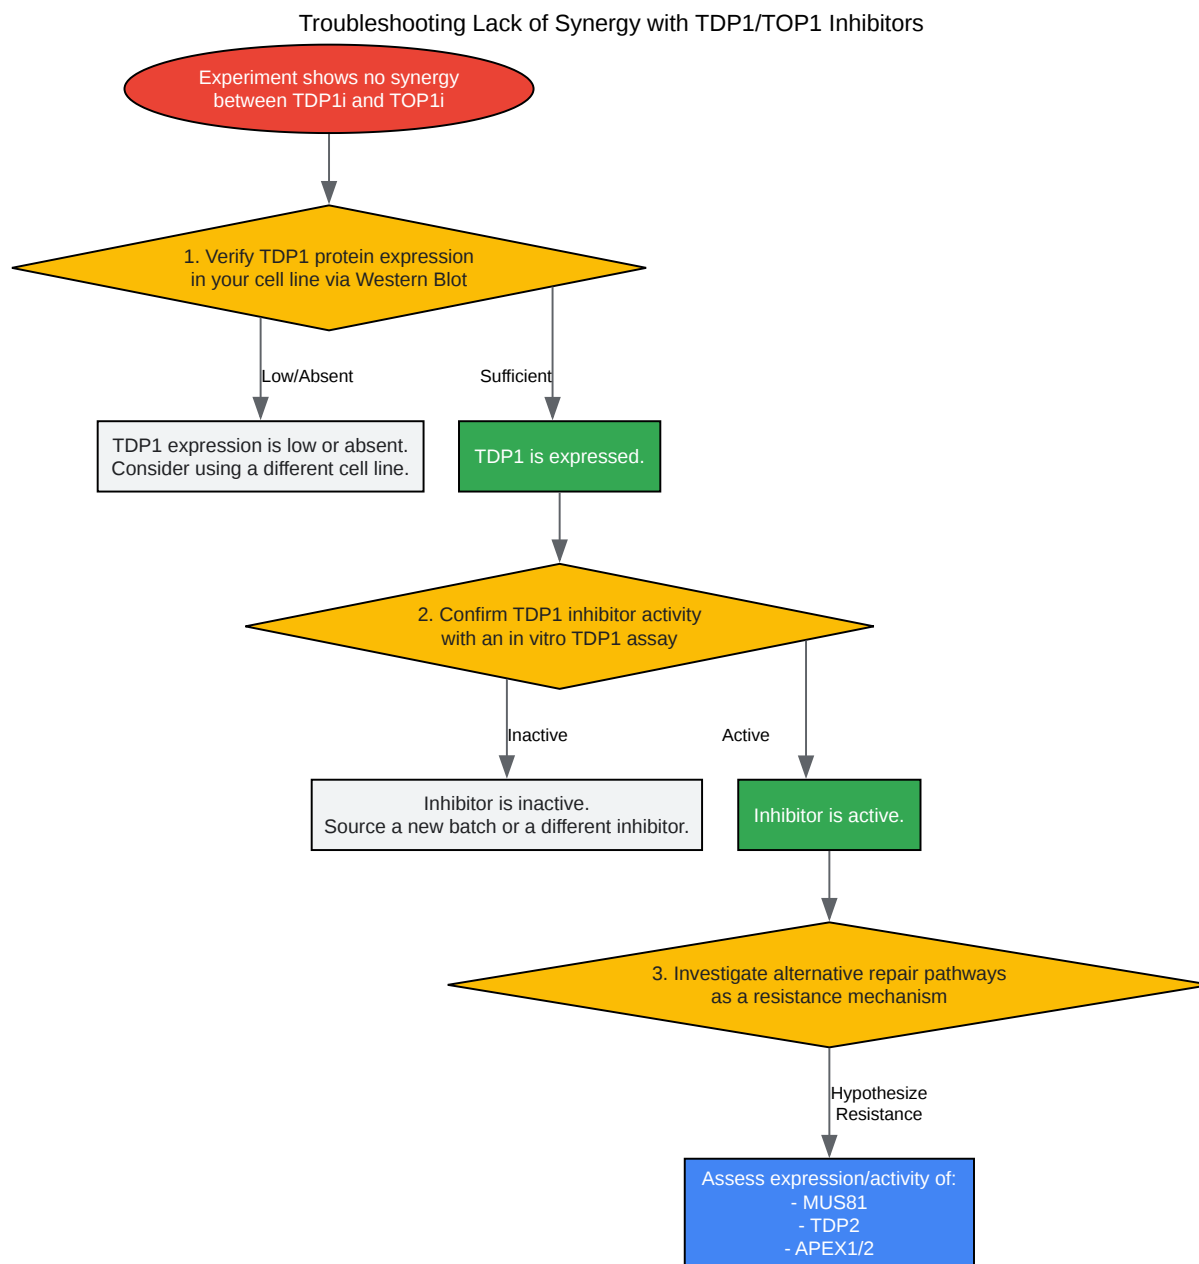 Troubleshooting Lack of Synergy with TDP1/TOP1 Inhibitors
Experiment shows no synergy
between TDP1i and TOP1i
1. Verify TDP1 protein expression
in your cell line via Western Blot
Low/Absent
Sufficient
TDP1 expression is low or absent.
Consider using a different cell line.
TDP1 is expressed.
2. Confirm TDP1 inhibitor activity
with an in vitro TDP1 assay
Inactive
Active
Inhibitor is inactive.
Source a new batch or a different inhibitor.
Inhibitor is active.
3. Investigate alternative repair pathways
as a resistance mechanism
Hypothesize
Resistance
Assess expression/activity of:
- MUS81
- TDP2
- APEX1/2